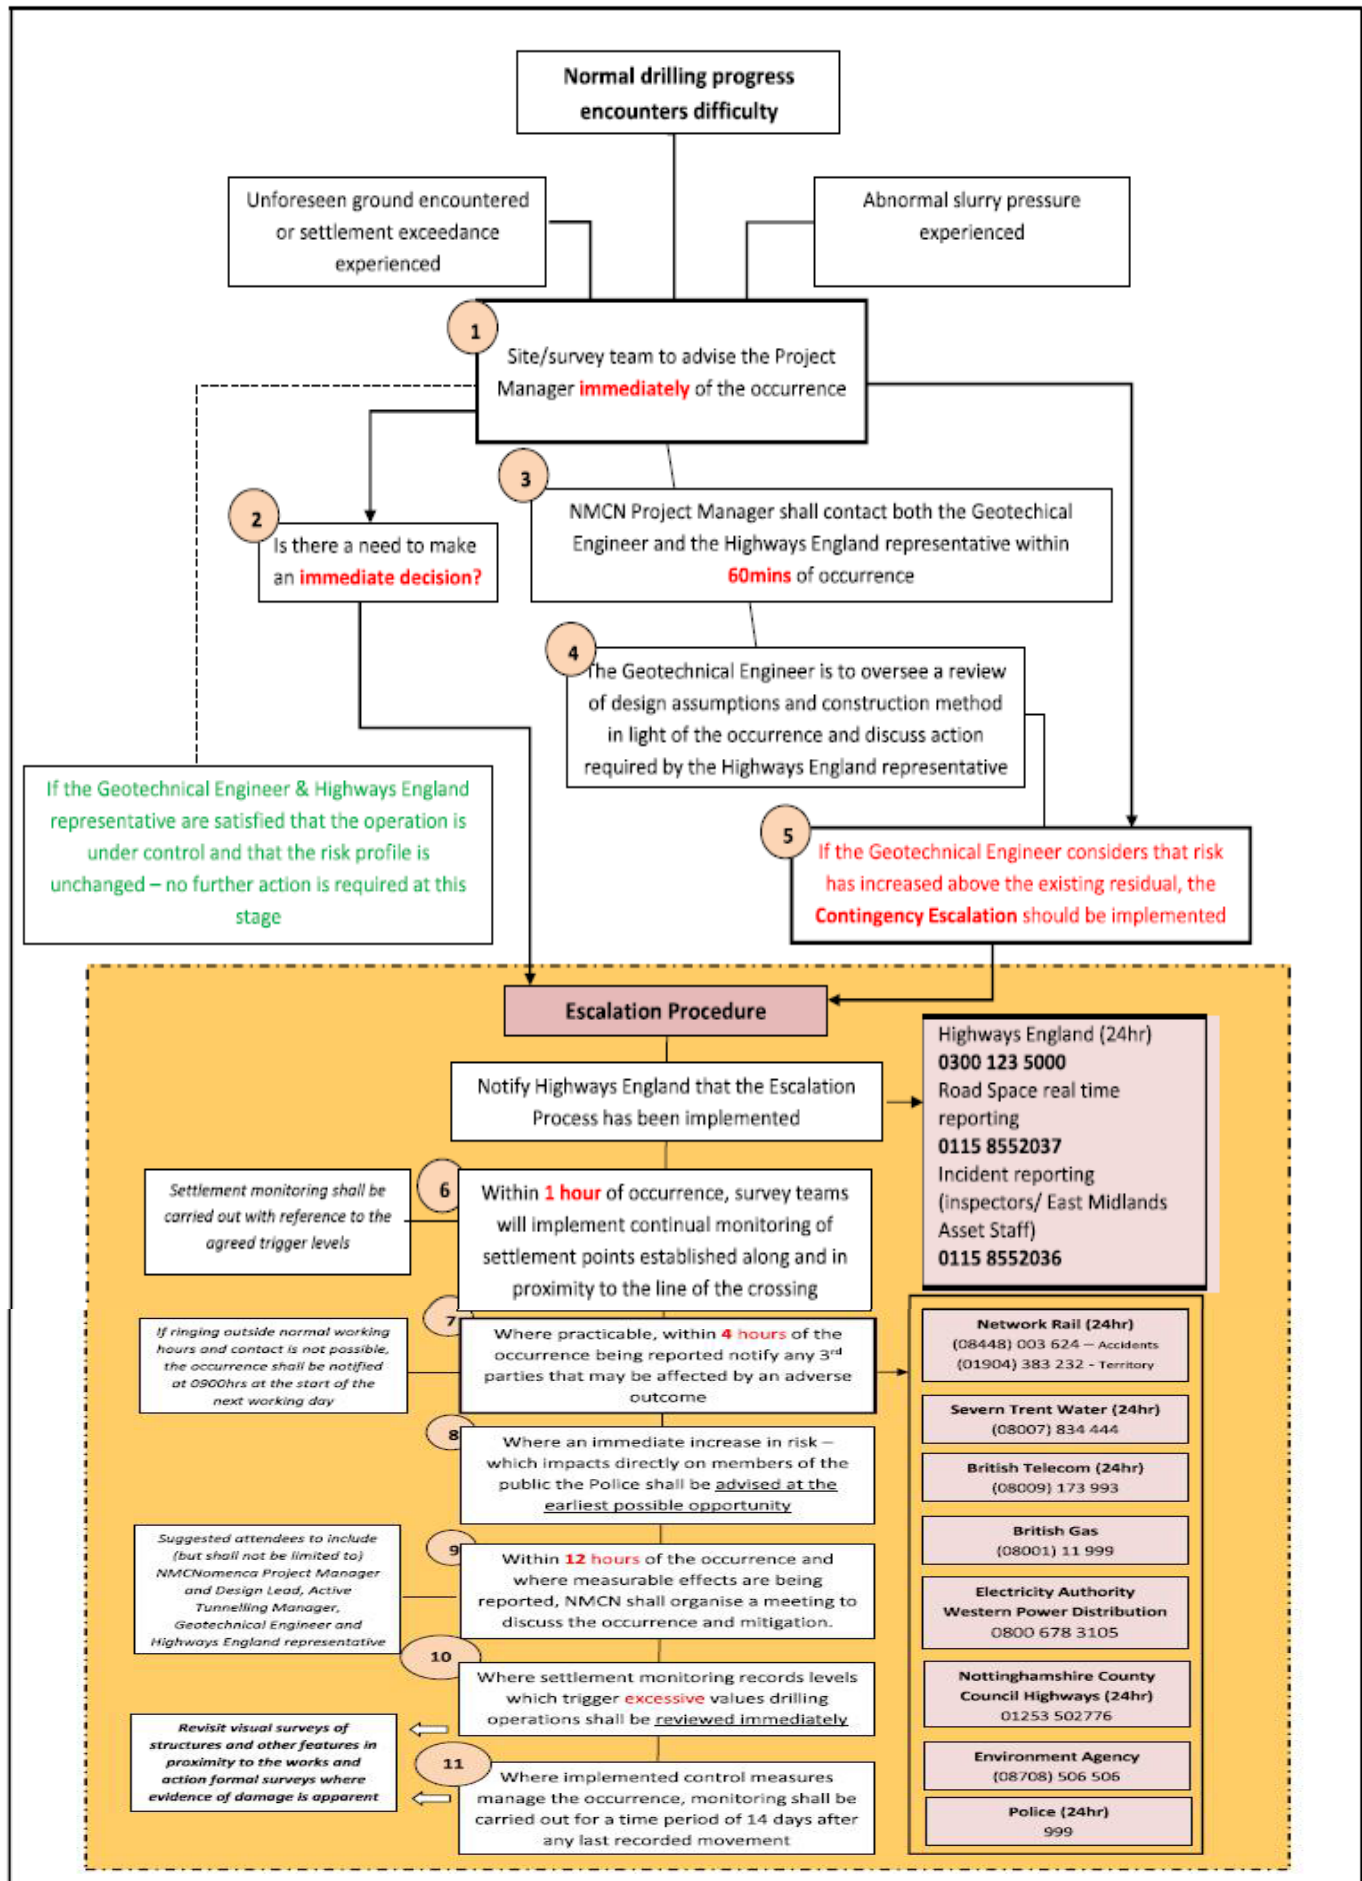 Normal drilling progress
encounters difficulty
Unforeseen ground encountered
or settlement exceedance
experienced
Abnormal slurry pressure
experienced
1
Site/survey team to advise the Project
Manager immediately of the occurrence
3
NMCN Project Manager shall contact both the Geotechical
Engineer and the Highways England representative within
60mins of occurrence
2
Is there a need to make
an immediate decision?
4
The Geotechnical Engineer is to oversee a review
of design assumptions and construction method
in light of the occurrence and discuss action
required by the Highways England representative
If the Geotechnical Engineer & Highways England
representative are satisfied that the operation is
under control and that the risk profile is
unchanged – no further action is required at this
stage
5
If the Geotechnical Engineer considers that risk
has increased above the existing residual, the
Contingency Escalation should be implemented
Escalation Procedure
Notify Highways England that the Escalation
Process has been implemented
Highways England (24hr)
0300 123 5000
Road Space real time
reporting
0115 8552037
Incident reporting
(inspectors/ East Midlands
Asset Staff)
0115 8552036
Settlement monitoring shall be
carried out with reference to the
agreed trigger levels
6
Within 1 hour of occurrence, survey teams
will implement continual monitoring of
settlement points established along and in
proximity to the line of the crossing
If ringing outside normal working
hours and contact is not possible,
the occurrence shall be notified
at 0900hrs at the start of the
next working day
7
Where practicable, within 4 hours of the
occurrence being reported notify any 3rd
parties that may be affected by an adverse
outcome
Network Rail (24hr)
(08448) 003 624 – Accidents
(01904) 383 232 - Territory
Severn Trent Water (24hr)
(08007) 834 444
British Telecom (24hr)
(08009) 173 993
British Gas
(08001) 11 999
Electricity Authority
Western Power Distribution
0800 678 3105
Nottinghamshire County
Council Highways (24hr)
01253 502776
Environment Agency
(08708) 506 506
Police (24hr)
999
8
Where an immediate increase in risk –
which impacts directly on members of the
public the Police shall be advised at the
earliest possible opportunity
Suggested attendees to include
(but shall not be limited to)
NMCNomenca Project Manager
and Design Lead, Active
Tunnelling Manager,
Geotechnical Engineer and
Highways England representative
9
Within 12 hours of the occurrence and
where measurable effects are being
reported, NMCN shall organise a meeting to
discuss the occurrence and mitigation.
10
Where settlement monitoring records levels
which trigger excessive values drilling
operations shall be reviewed immediately
Revisit visual surveys of
structures and other features in
proximity to the works and
action formal surveys where
evidence of damage is apparent
11
Where implemented control measures
manage the occurrence, monitoring shall be
carried out for a time period of 14 days after
any last recorded movement